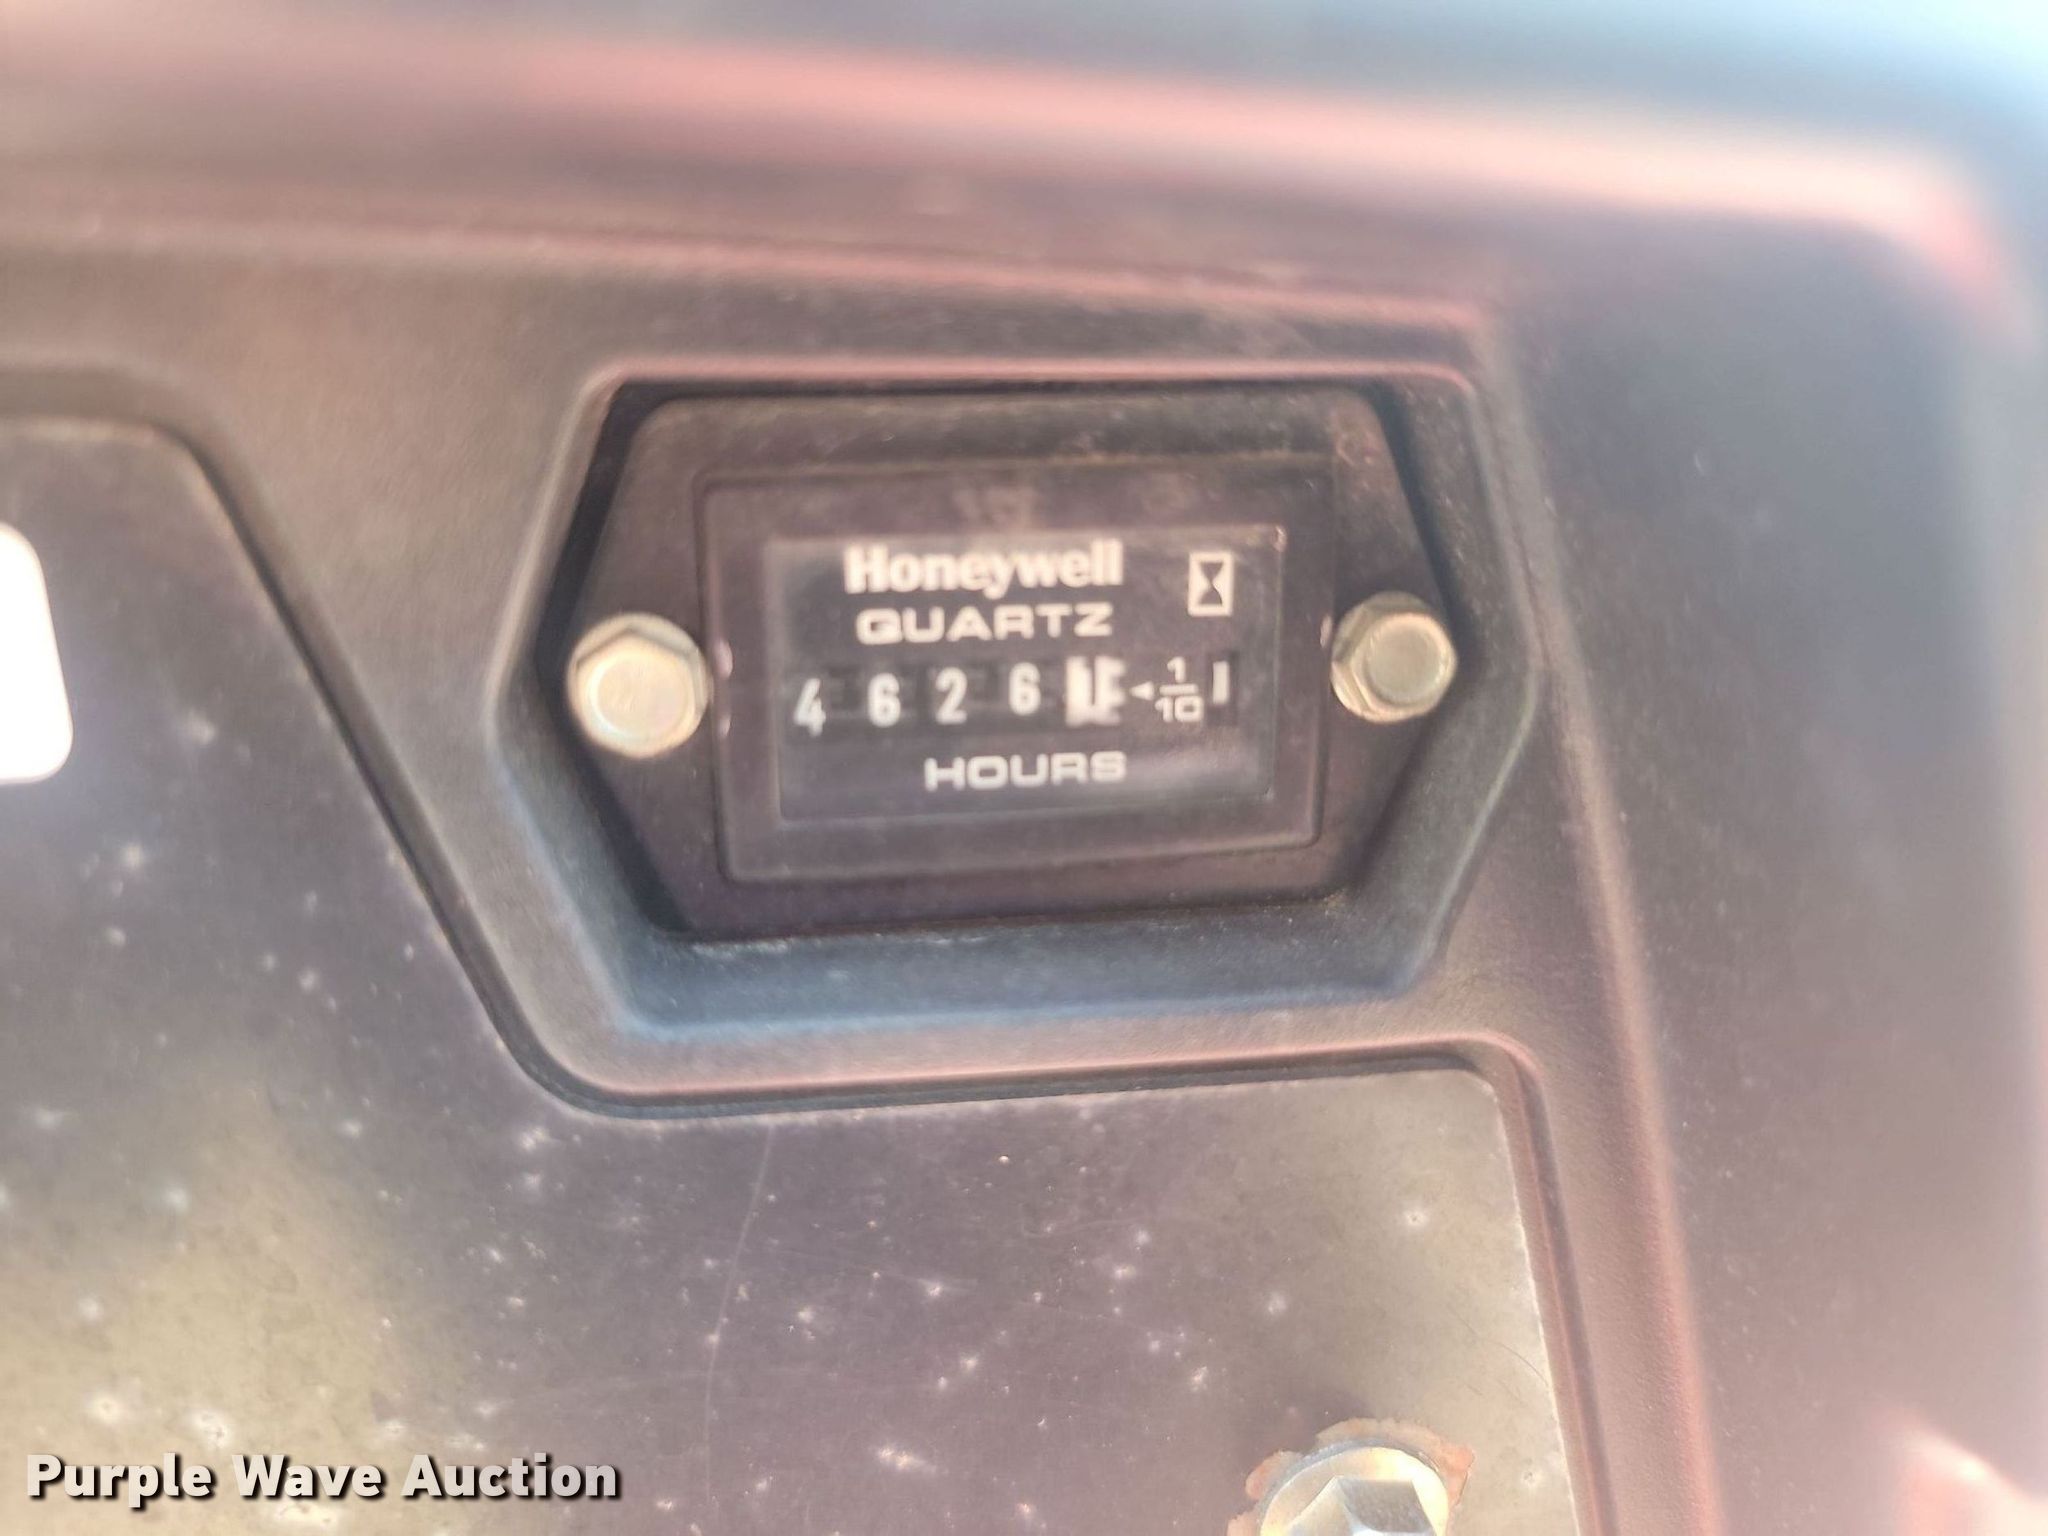 Honeywell
QUARTZ
4 6 2 6 1/10
HOURS
Purple Wave Auction